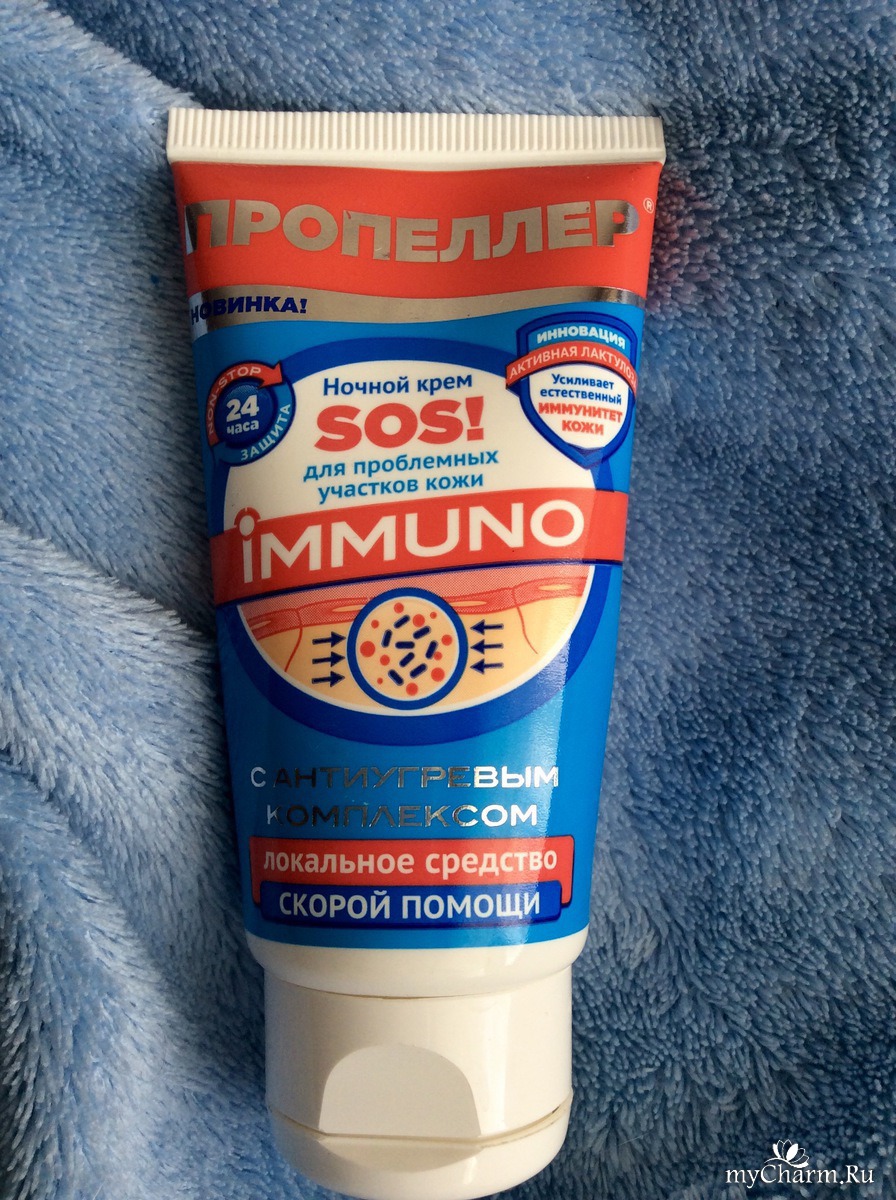 ПРОПЕЛЛЕР®
НОВИНКА!
NON-STOP
24
часа
ЗАЩИТА
Ночной крем
SOS!
для проблемных
участков кожи
ИННОВАЦИЯ
АКТИВНАЯ ЛАКТУЛОЗА
Усиливает
естественный
ИММУНИТЕТ
КОЖИ
iMMUNO
С АНТИУГРЕВЫМ
КОМПЛЕКСОМ
локальное средство
СКОРОЙ ПОМОЩИ
myCharm.Ru